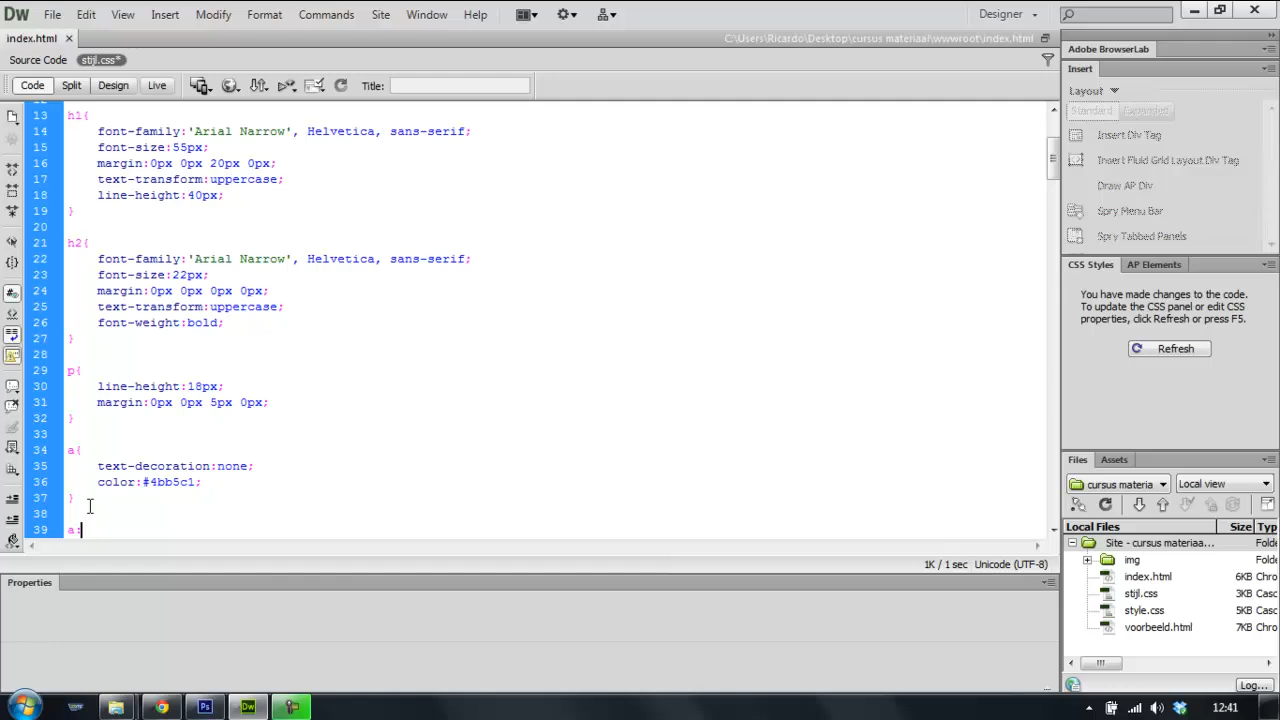 Dw File Edit View Insert Modify Format Commands Site Window Help Designer
index.html × C:\Users\Ricardo\Desktop\cursus materiaal\wwwroot\index.html
Source Code stijl.css*
Code Split Design Live Title:
13 h1{
14 font-family:'Arial Narrow', Helvetica, sans-serif;
15 font-size:55px;
16 margin:0px 0px 20px 0px;
17 text-transform:uppercase;
18 line-height:40px;
19 }
20
21 h2{
22 font-family:'Arial Narrow', Helvetica, sans-serif;
23 font-size:22px;
24 margin:0px 0px 0px 0px;
25 text-transform:uppercase;
26 font-weight:bold;
27 }
28
29 p{
30 line-height:18px;
31 margin:0px 0px 5px 0px;
32 }
33
34 a{
35 text-decoration:none;
36 color:#4bb5c1;
37 }
38
39 a:
1K / 1 sec Unicode (UTF-8)
Properties
Adobe BrowserLab
Insert
Layout
Standard Expanded
Insert Div Tag
Insert Fluid Grid Layout Div Tag
Draw AP Div
Spry Menu Bar
Spry Tabbed Panels
CSS Styles AP Elements
You have made changes to the code.
To update the CSS panel or edit CSS
properties, click Refresh or press F5.
Refresh
Files Assets
cursus materia Local view
Local Files Size Typ
Site - cursus materiaa... Folde
img Folde
index.html 6KB Chro
stijl.css 3KB Casc
style.css 5KB Casc
voorbeeld.html 7KB Chro
Log...
Ps Dw 12:41